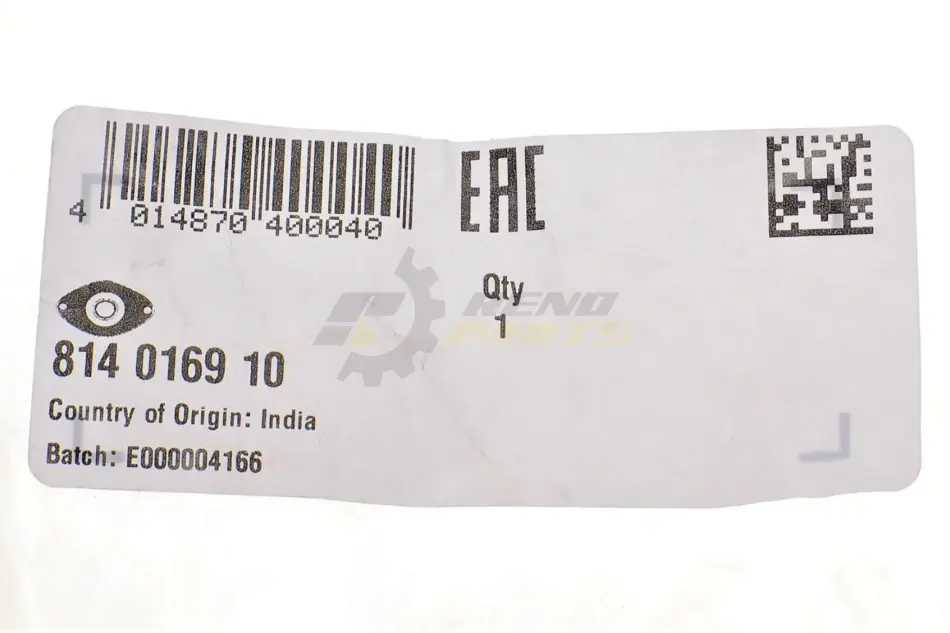 4 014870 400040
EAC
Qty
1
RENO
PARTS
814 0169 10
Country of Origin: India
Batch: E000004166